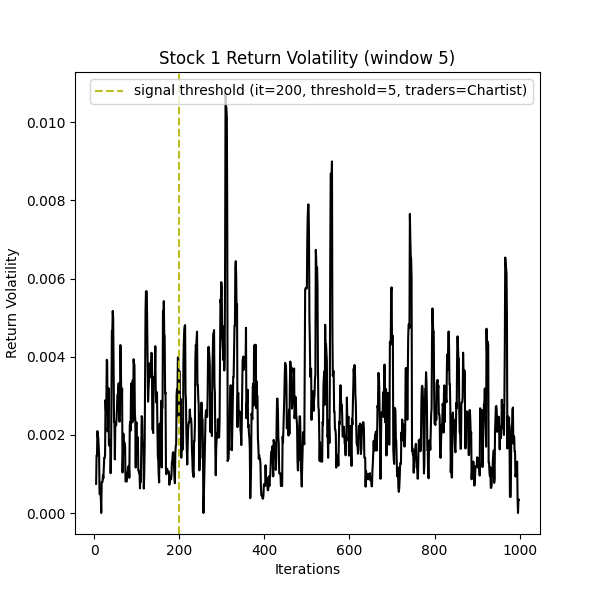 Stock 1 Return Volatility (window 5)
signal threshold (it=200, threshold=5, traders=Chartist)
0.010
0.008
0.006
0.004
0.002
0.000
Return Volatility
0 200 400 600 800 1000
Iterations